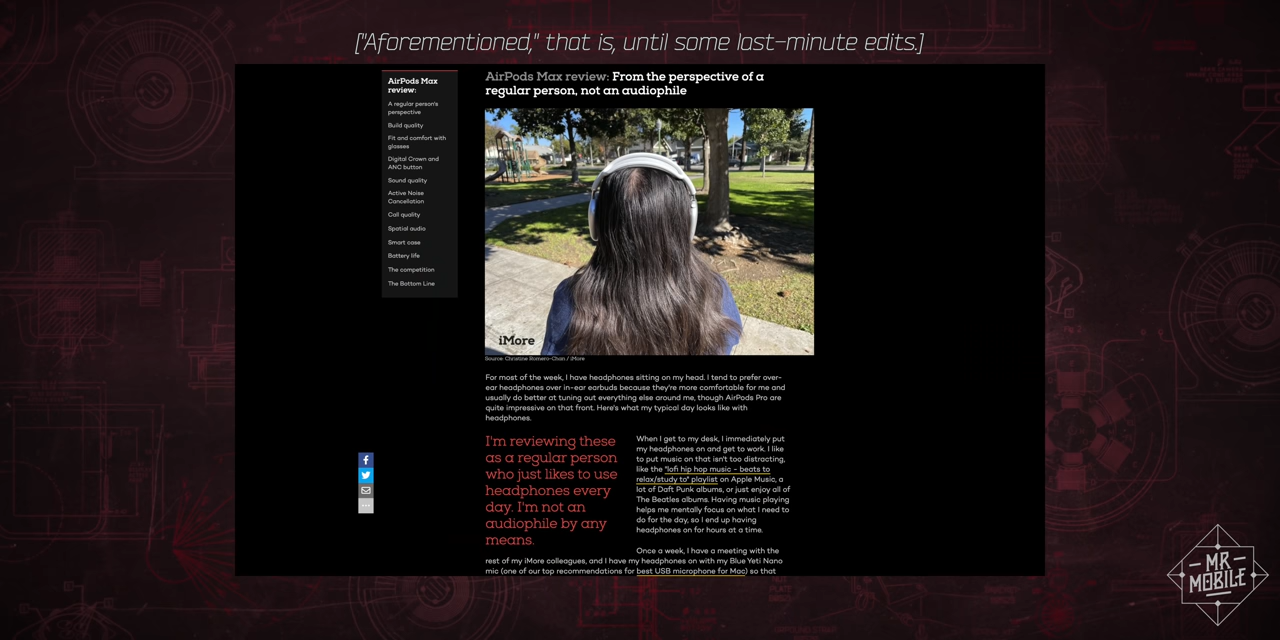 ["Aforementioned," that is, until some last-minute edits.]
AirPods Max
review:
A regular person's
perspective
Build quality
Fit and comfort with
glasses
Digital Crown and
ANC button
Sound quality
Active Noise
Cancellation
Call quality
Spatial audio
Smart case
Battery life
The competition
The Bottom Line
AirPods Max review: From the perspective of a
regular person, not an audiophile
iMore
Source: Christine Romero-Chan / iMore
For most of the week, I have headphones sitting on my head. I tend to prefer over-
ear headphones over in-ear earbuds because they're more comfortable for me and
usually do better at tuning out everything else around me, though AirPods Pro are
quite impressive on that front. Here's what my typical day looks like with
headphones.
I'm reviewing these
as a regular person
who just likes to use
headphones every
day. I'm not an
audiophile by any
means.
When I get to my desk, I immediately put
my headphones on and get to work. I like
to put music on that isn't too distracting,
like the "lofi hip hop music - beats to
relax/study to" playlist on Apple Music, a
lot of Daft Punk albums, or just enjoy all of
The Beatles albums. Having music playing
helps me mentally focus on what I need to
do for the day, so I end up having
headphones on for hours at a time.
Once a week, I have a meeting with the
rest of my iMore colleagues, and I have my headphones on with my Blue Yeti Nano
mic (one of our top recommendations for best USB microphone for Mac) so that
MR
MOBILE